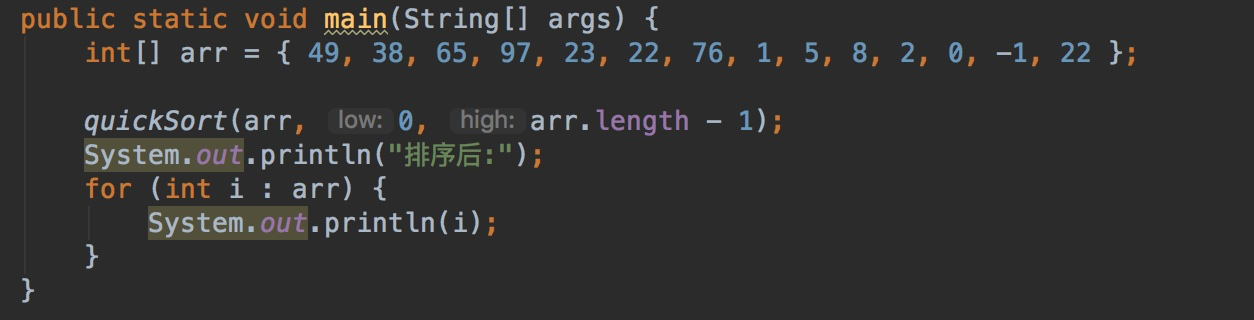 public static void main(String[] args) {
int[] arr = { 49, 38, 65, 97, 23, 22, 76, 1, 5, 8, 2, 0, -1, 22 };
quickSort(arr, low: 0, high: arr.length - 1);
System.out.println("排序后:");
for (int i : arr) {
System.out.println(i);
}
}